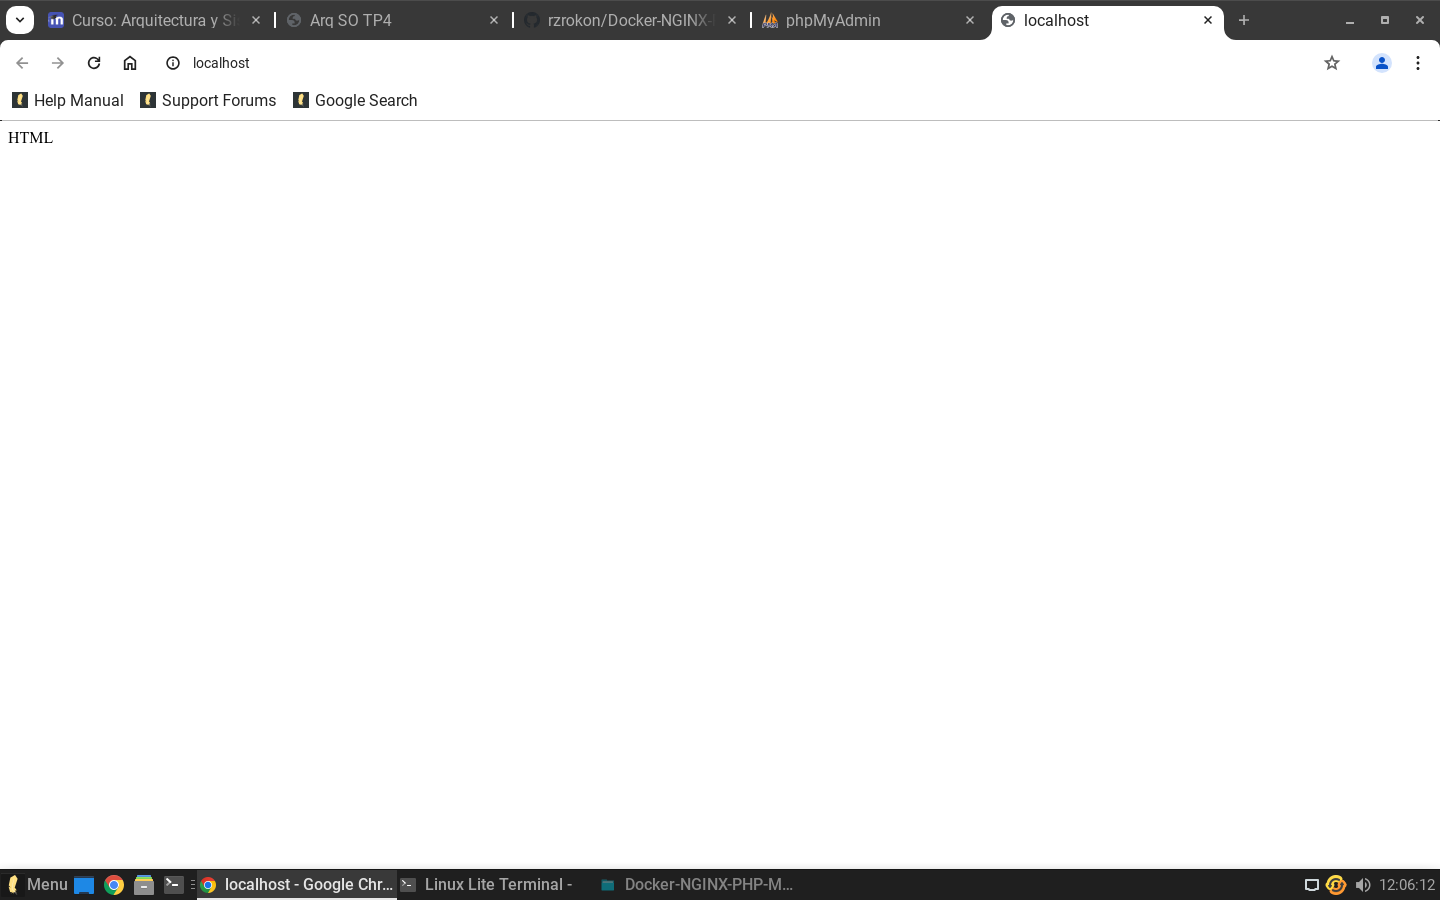 Curso: Arquitectura y Si
Arq SO TP4
rzrokon/Docker-NGINX-
phpMyAdmin
localhost
localhost
Help Manual
Support Forums
Google Search
HTML
Menu
localhost - Google Chr...
Linux Lite Terminal -
Docker-NGINX-PHP-M...
12:06:12